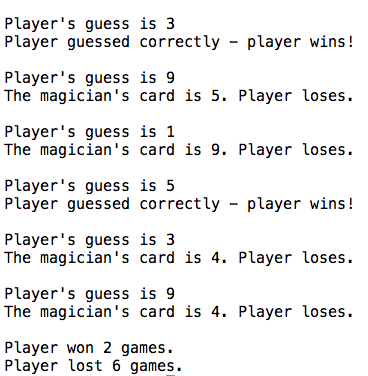 Player's guess is 3
Player guessed correctly - player wins!
Player's guess is 9
The magician's card is 5. Player loses.
Player's guess is 1
The magician's card is 9. Player loses.
Player's guess is 5
Player guessed correctly - player wins!
Player's guess is 3
The magician's card is 4. Player loses.
Player's guess is 9
The magician's card is 4. Player loses.
Player won 2 games.
Player lost 6 games.